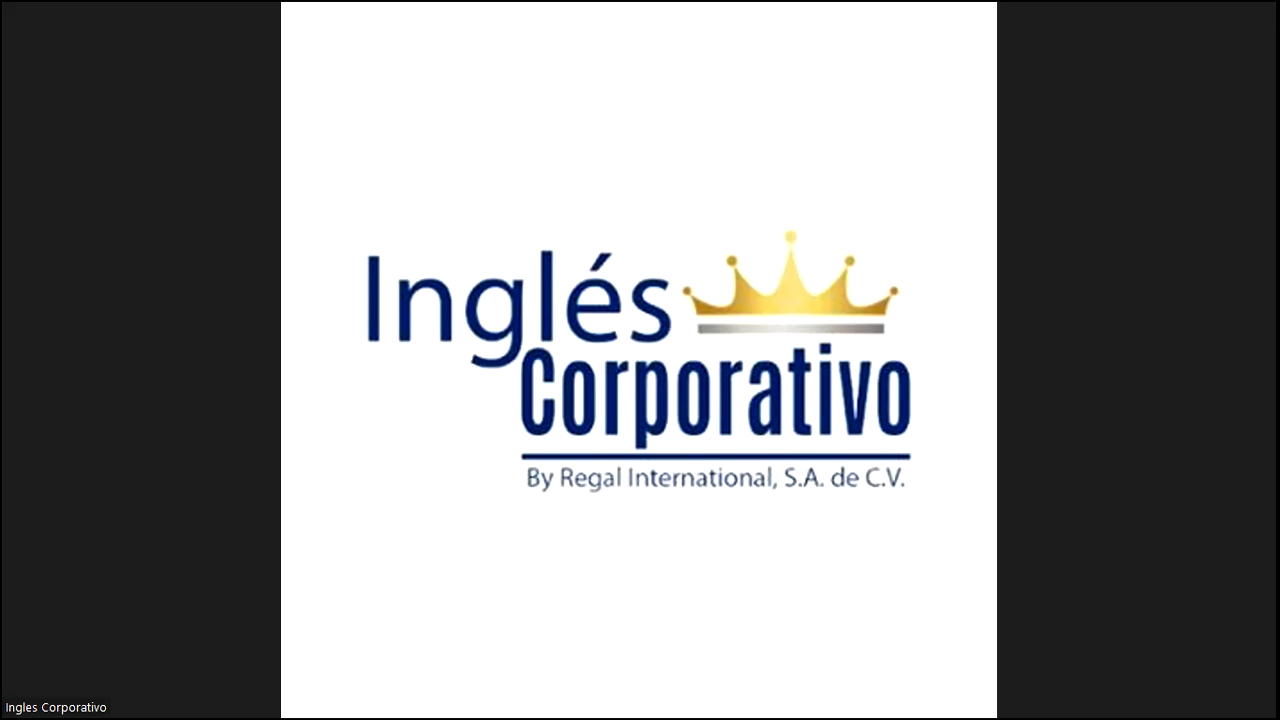 Inglés
Corporativo
By Regal International, S.A. de C.V.
Ingles Corporativo